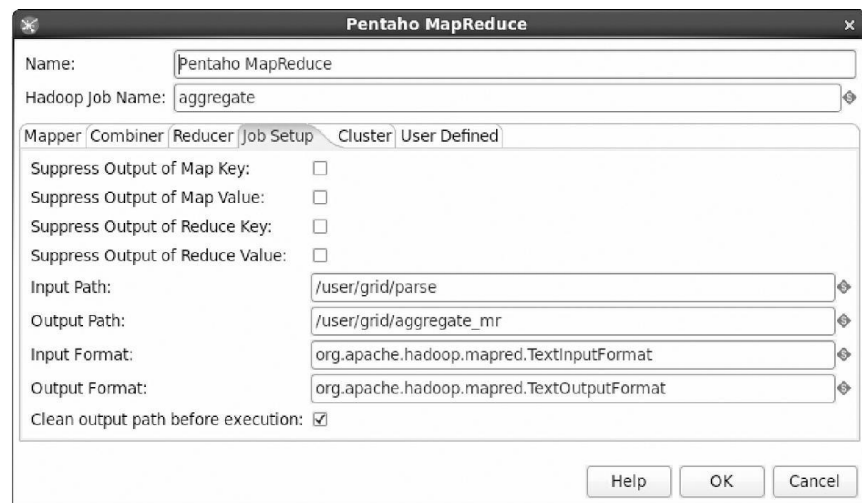 Pentaho MapReduce
Name: Pentaho MapReduce
Hadoop Job Name: aggregate
Mapper Combiner Reducer Job Setup Cluster User Defined
Suppress Output of Map Key:
Suppress Output of Map Value:
Suppress Output of Reduce Key:
Suppress Output of Reduce Value:
Input Path: /user/grid/parse
Output Path: /user/grid/aggregate_mr
Input Format: org.apache.hadoop.mapred.TextInputFormat
Output Format: org.apache.hadoop.mapred.TextOutputFormat
Clean output path before execution:
Help OK Cancel